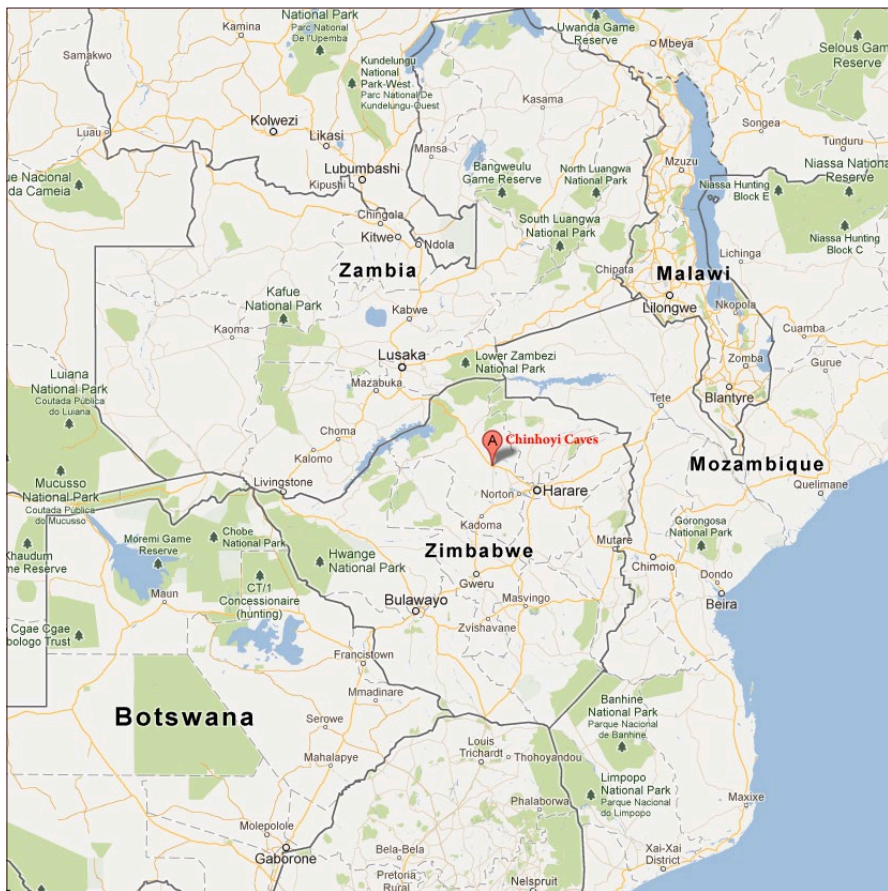 National Park
Parc National
De l'Upemba
Kamina
Samakwo
Kundelungu
National
Park-West
Parc National De
Kundelungu-Ouest
Uwanda Game
Reserve
Mbeya
Selous Game
Reserve
Kolwezi
Luau
Likasi
Kasama
Songea
Tunduru
Mansa
Mzuzu
Lubumbashi
Kipushi
Bangweulu
Game Reserve
North Luangwa
National Park
Niassa National
Reserve
Niassa Hunting
Block E
ue Nacional
da Cameia
Chingola
Kitwe
Ndola
South Luangwa
National Park
Niassa Hunting
Block C
Lichinga
Zambia
Chipata
Malawi
Kafue
National Park
Lilongwe
Nkopola
Kabwe
Kaoma
Cuamba
Lusaka
Lower Zambezi
National Park
Zomba
Gurue
Luiana
National Park
Coutada Pública
do Luiana
Mazabuka
Tete
Blantyre
Choma
A
Chinhoyi Caves
Kalomo
Mozambique
Mucusso
National Park
Coutada Pública
do Mucusso
Livingstone
Norton
Harare
Quelimane
Kadoma
Gorongosa
National Park
Moremi Game
Reserve
Chobe
National Park
Khaudum
me Reserve
Hwange
National Park
Zimbabwe
Mutare
Chimoio
Dondo
CT/1
Concessionaire
(hunting)
Gweru
Maun
Bulawayo
Masvingo
Beira
Cgae Cgae
bologo Trust
Zvishavane
Francistown
Mmadinare
Banhine
National Park
Parque Nacional
de Banhine
Botswana
Serowe
Mahalapye
Louis
Trichardt
Thohoyandou
Limpopo
National Park
Parque Nacional
do Limpopo
Phalaborwa
Maxixe
Molepolole
Gaborone
Bela-Bela
Pretoria
Rural
Nelspruit
Xai-Xai
District